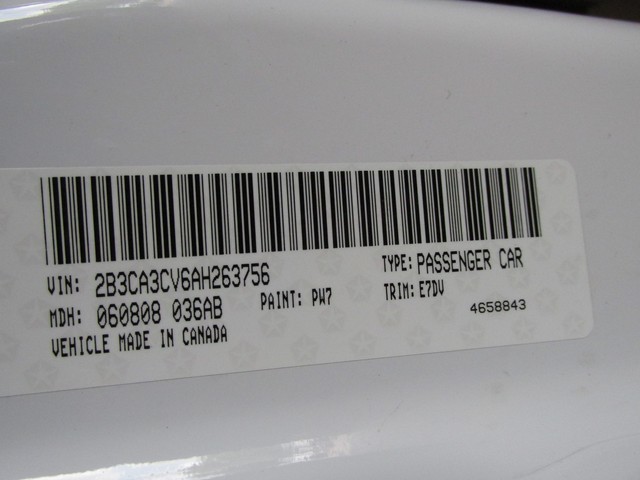 VIN: 2B3CA3CV6AH263756 TYPE: PASSENGER CAR
MDH: 060808 036AB PAINT: PW7 TRIM: E7DV
VEHICLE MADE IN CANADA 4658843